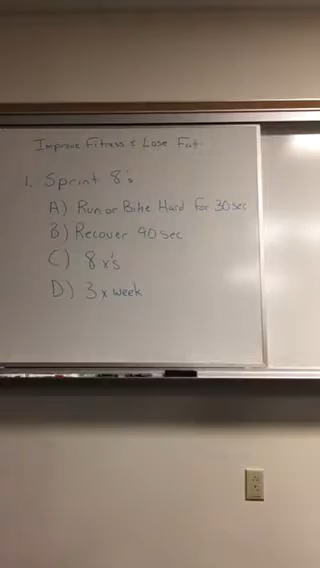 Improve Fitness & Lose Fat
1. Sprint 8's
A) Run or Bike Hard for 30 sec
B) Recover 90 sec
C) 8 x's
D) 3 x week